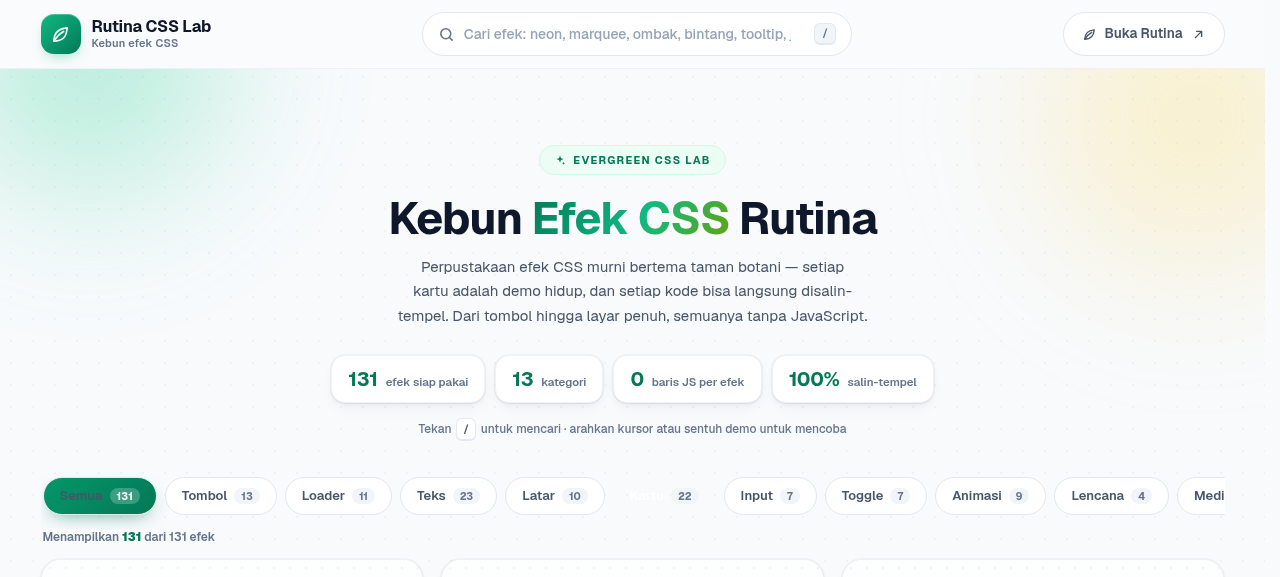 Rutina CSS Lab
Kebun efek CSS
Cari efek: neon, marquee, ombak, bintang, tooltip,
/
Buka Rutina
EVERGREEN CSS LAB
Kebun Efek CSS Rutina
Perpustakaan efek CSS murni bertema taman botani — setiap
kartu adalah demo hidup, dan setiap kode bisa langsung disalin-
tempel. Dari tombol hingga layar penuh, semuanya tanpa JavaScript.
131 efek siap pakai
13 kategori
0 baris JS per efek
100% salin-tempel
Tekan / untuk mencari · arahkan kursor atau sentuh demo untuk mencoba
Semua 131
Tombol 13
Loader 11
Teks 23
Latar 10
Kartu 22
Input 7
Toggle 7
Animasi 9
Lencana 4
Medi
Menampilkan 131 dari 131 efek